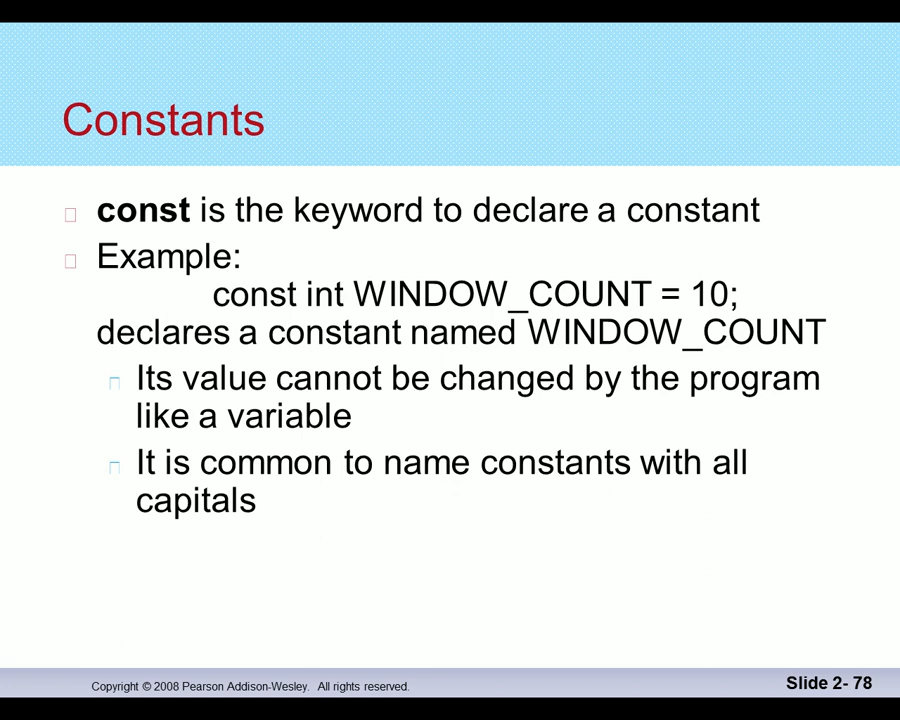 Constants
const is the keyword to declare a constant
Example:
const int WINDOW_COUNT = 10;
declares a constant named WINDOW_COUNT
Its value cannot be changed by the program
like a variable
It is common to name constants with all
capitals
Copyright © 2008 Pearson Addison-Wesley. All rights reserved.
Slide 2- 78